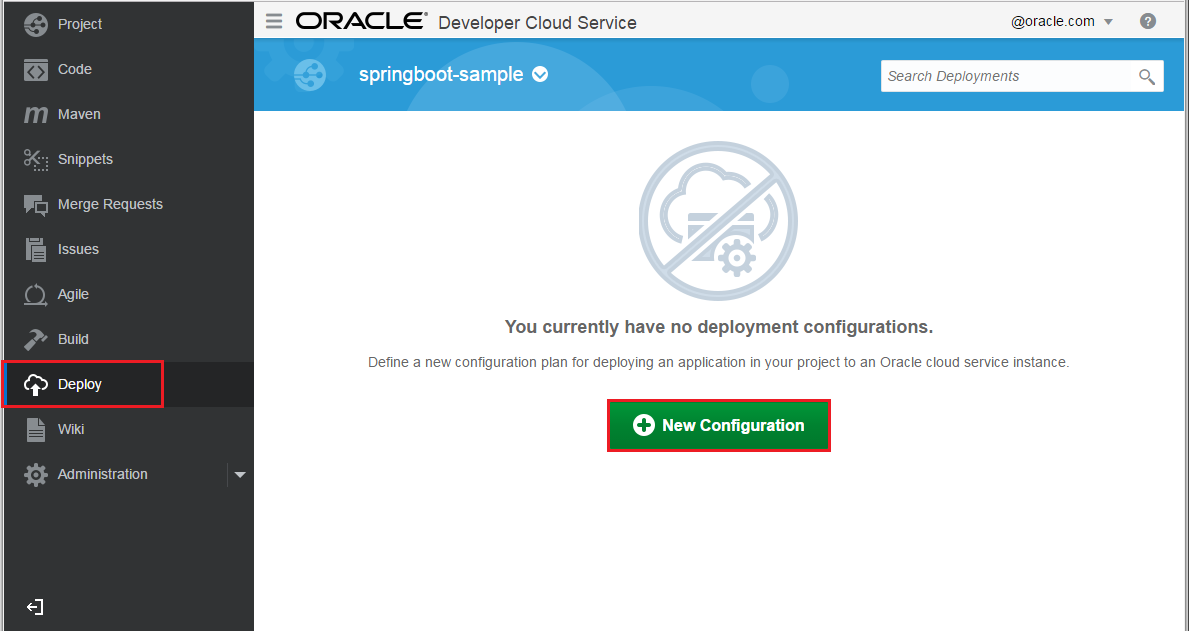 Project
Code
Maven
Snippets
Merge Requests
Issues
Agile
Build
Deploy
Wiki
Administration
ORACLE Developer Cloud Service
@oracle.com
springboot-sample
Search Deployments
You currently have no deployment configurations.
Define a new configuration plan for deploying an application in your project to an Oracle cloud service instance.
New Configuration